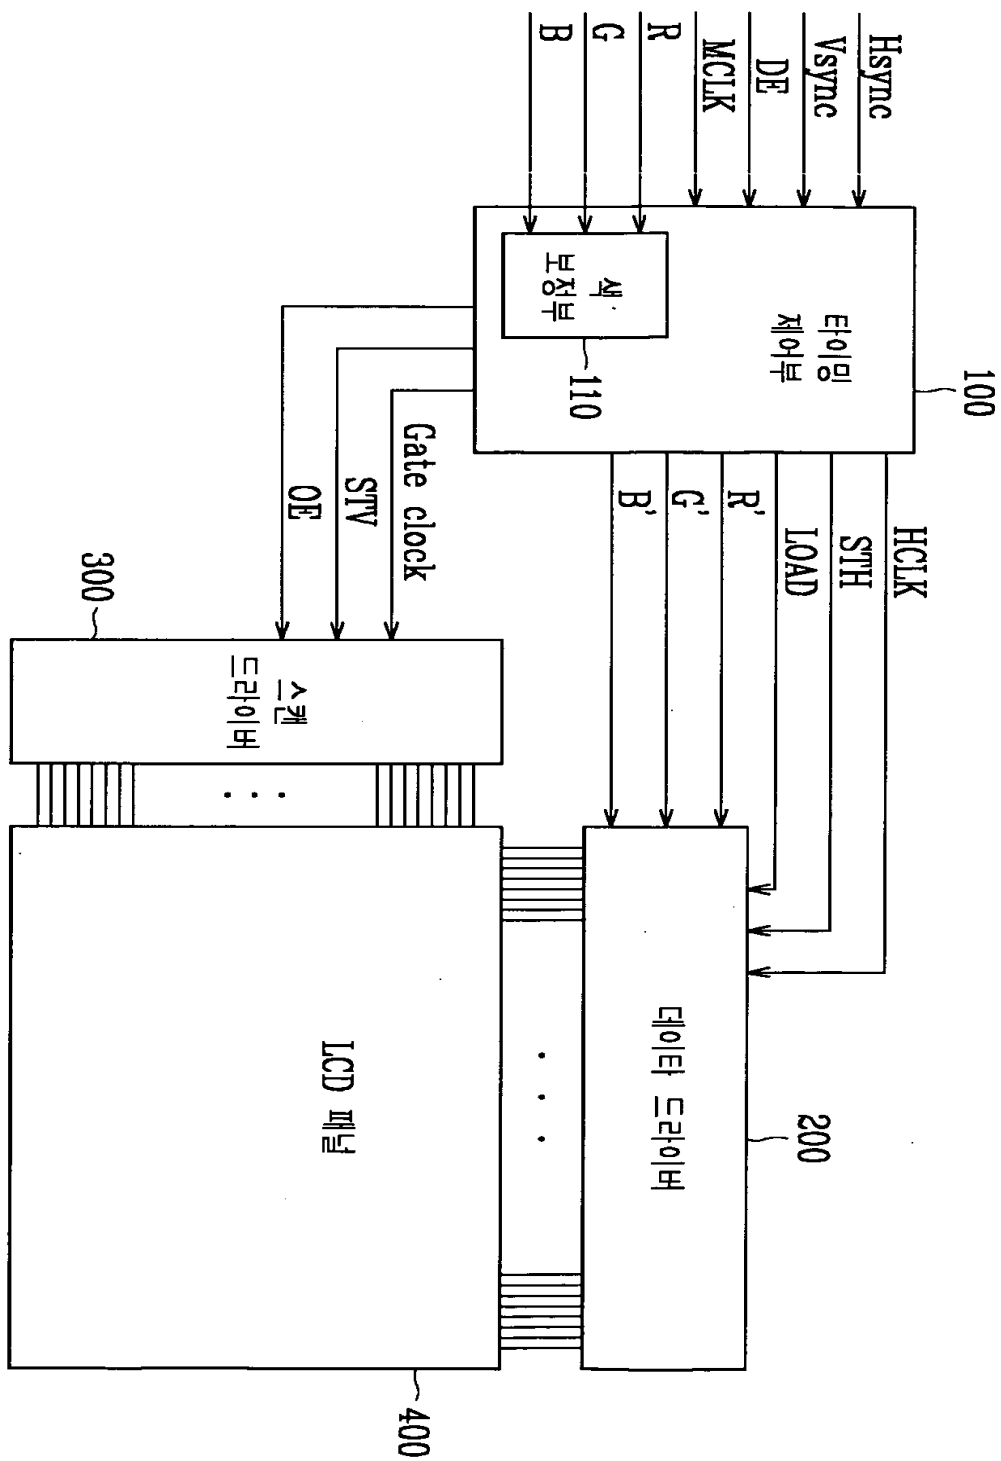 100
Hsync
Vsync
DE
MCLK
R
G
B
타이밍
제어부
색
보정부
110
HCLK
STH
LOAD
R'
G'
B'
200
데이타 드라이버
Gate clock
STV
OE
300
스캔
드라이버
LCD 패널
400